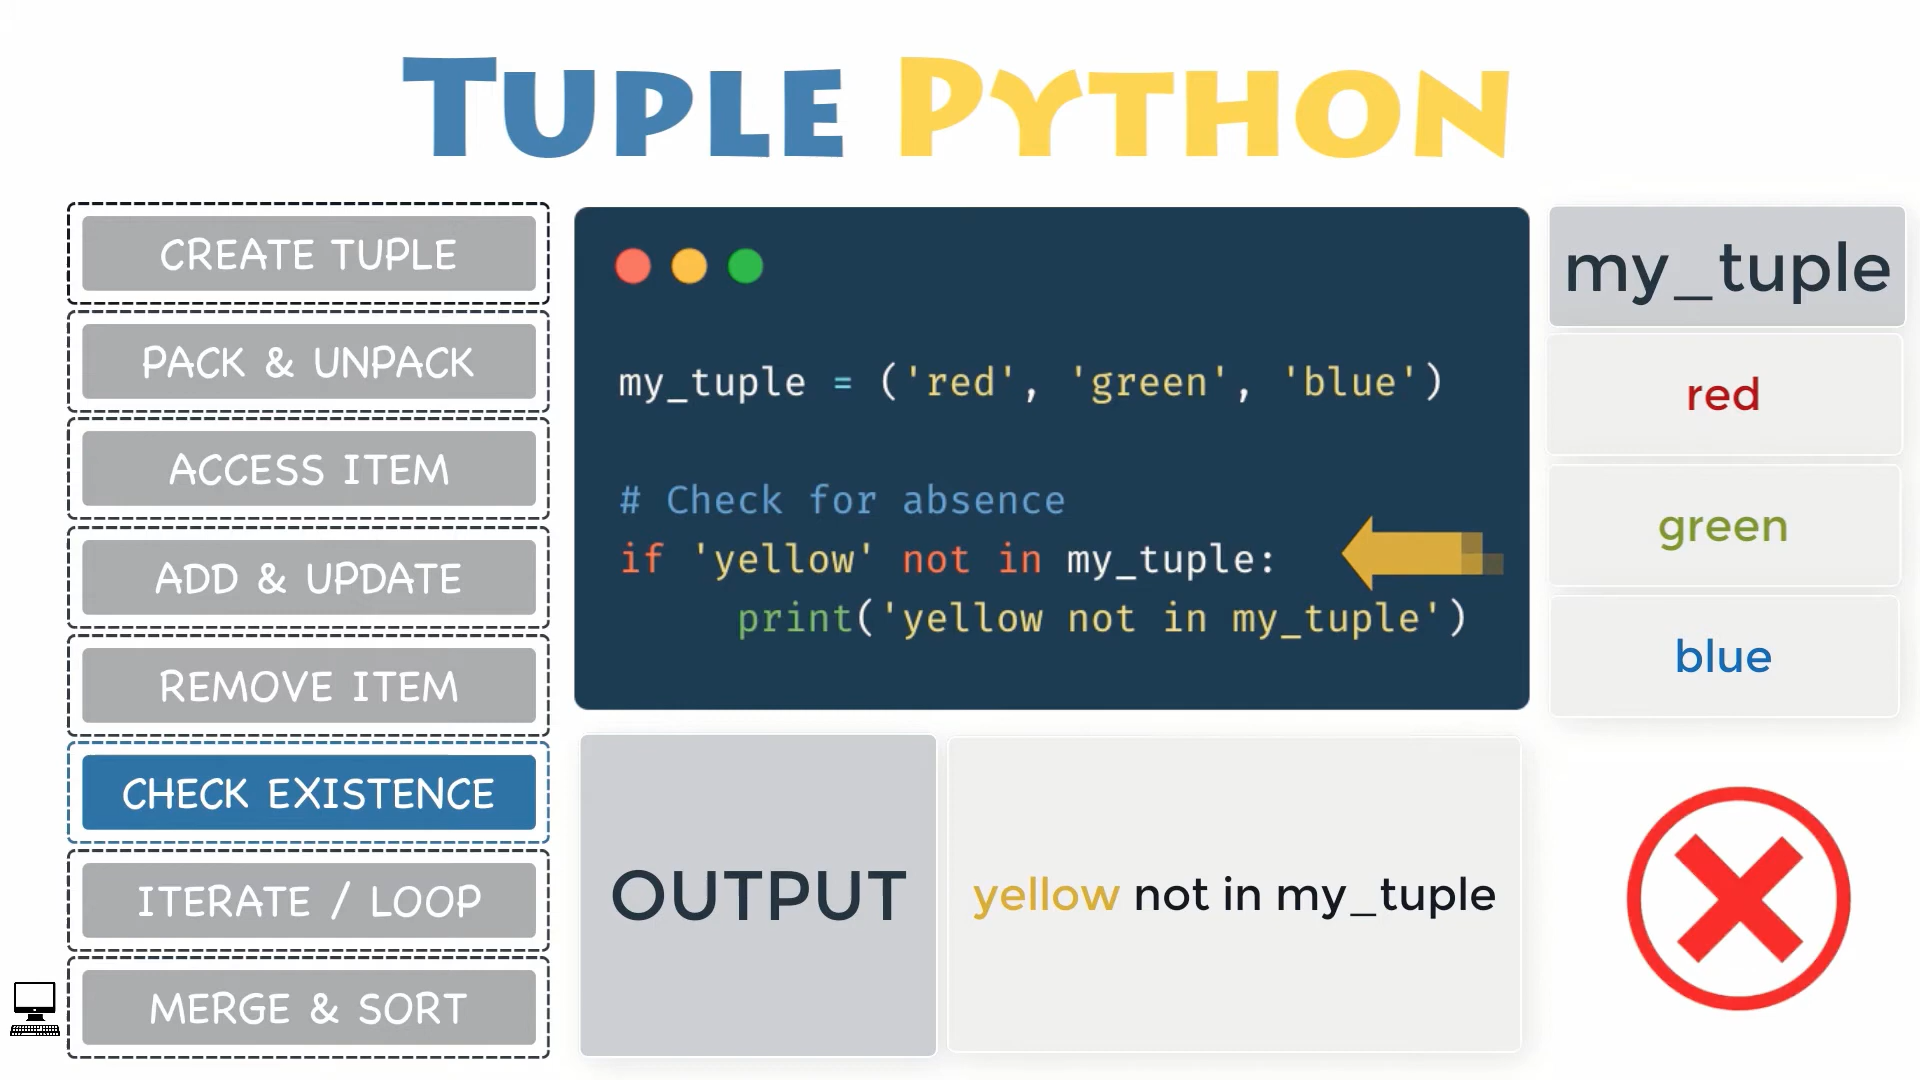 TUPLE PYTHON
CREATE TUPLE
PACK & UNPACK
ACCESS ITEM
ADD & UPDATE
REMOVE ITEM
CHECK EXISTENCE
ITERATE / LOOP
MERGE & SORT
my_tuple = ('red', 'green', 'blue')
# Check for absence
if 'yellow' not in my_tuple:
    print('yellow not in my_tuple')
my_tuple
red
green
blue
OUTPUT
yellow not in my_tuple